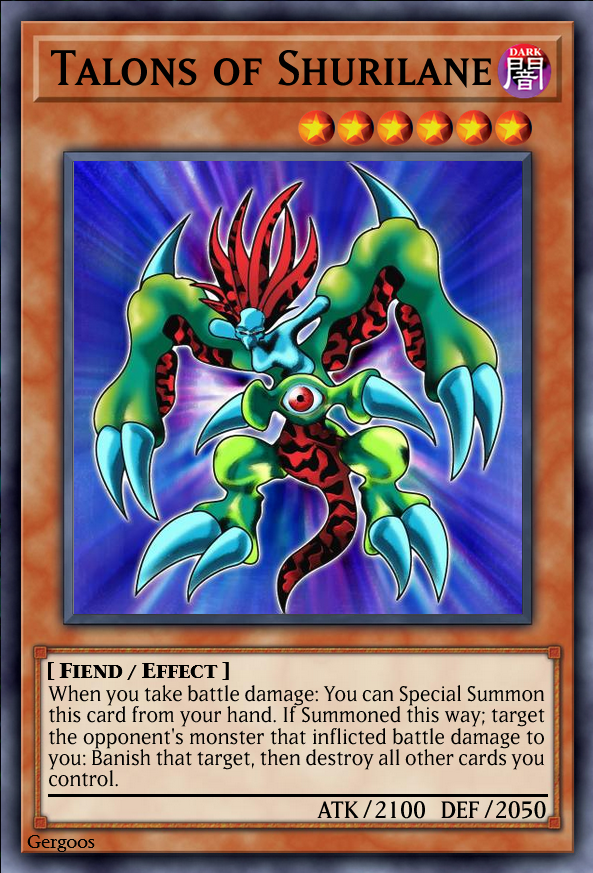 Talons of Shurilane
DARK
闇
[ Fiend / Effect ]
When you take battle damage: You can Special Summon
this card from your hand. If Summoned this way; target
the opponent's monster that inflicted battle damage to
you: Banish that target, then destroy all other cards you
control.
ATK/2100 DEF/2050
Gergoos